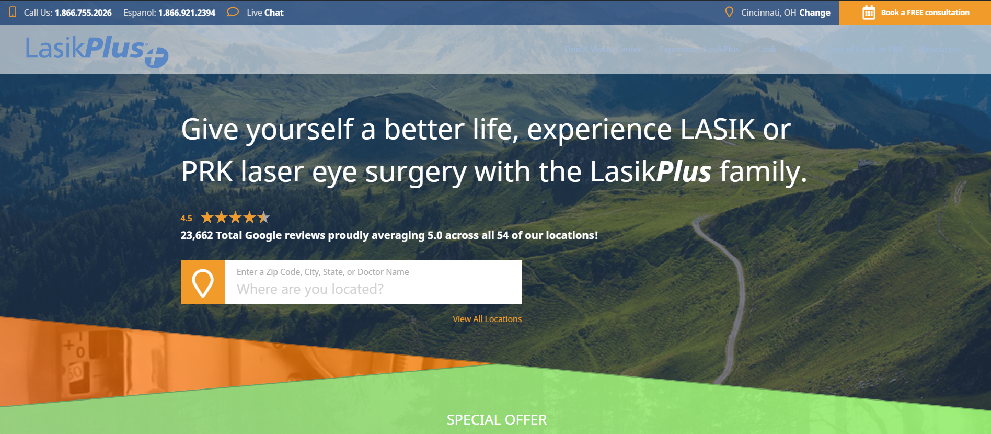 Call Us: 1.866.755.2026 Espanol: 1.866.921.2394 Live Chat Cincinnati, OH Change Book a FREE consultation
LasikPlus+
Give yourself a better life, experience LASIK or
PRK laser eye surgery with the LasikPlus family.
4.5
23,662 Total Google reviews proudly averaging 5.0 across all 54 of our locations!
Enter a Zip Code, City, State, or Doctor Name
Where are you located?
View All Locations
+0
SPECIAL OFFER